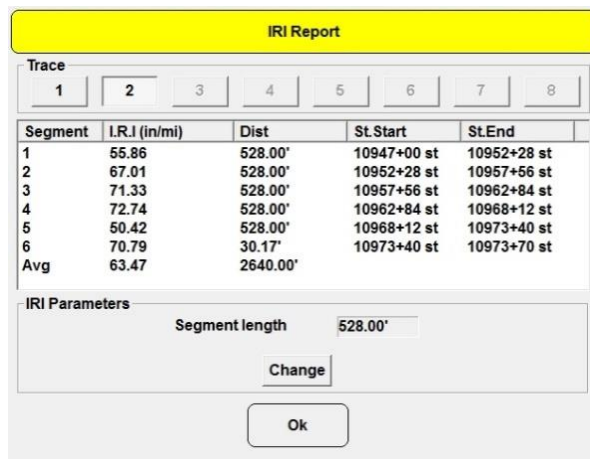 IRI Report
Trace
1 2 3 4 5 6 7 8
Segment I.R.I (in/mi) Dist St.Start St.End
1 55.86 528.00' 10947+00 st 10952+28 st
2 67.01 528.00' 10952+28 st 10957+56 st
3 71.33 528.00' 10957+56 st 10962+84 st
4 72.74 528.00' 10962+84 st 10968+12 st
5 50.42 528.00' 10968+12 st 10973+40 st
6 70.79 30.17' 10973+40 st 10973+70 st
Avg 63.47 2640.00'
IRI Parameters
Segment length 528.00'
Change
Ok